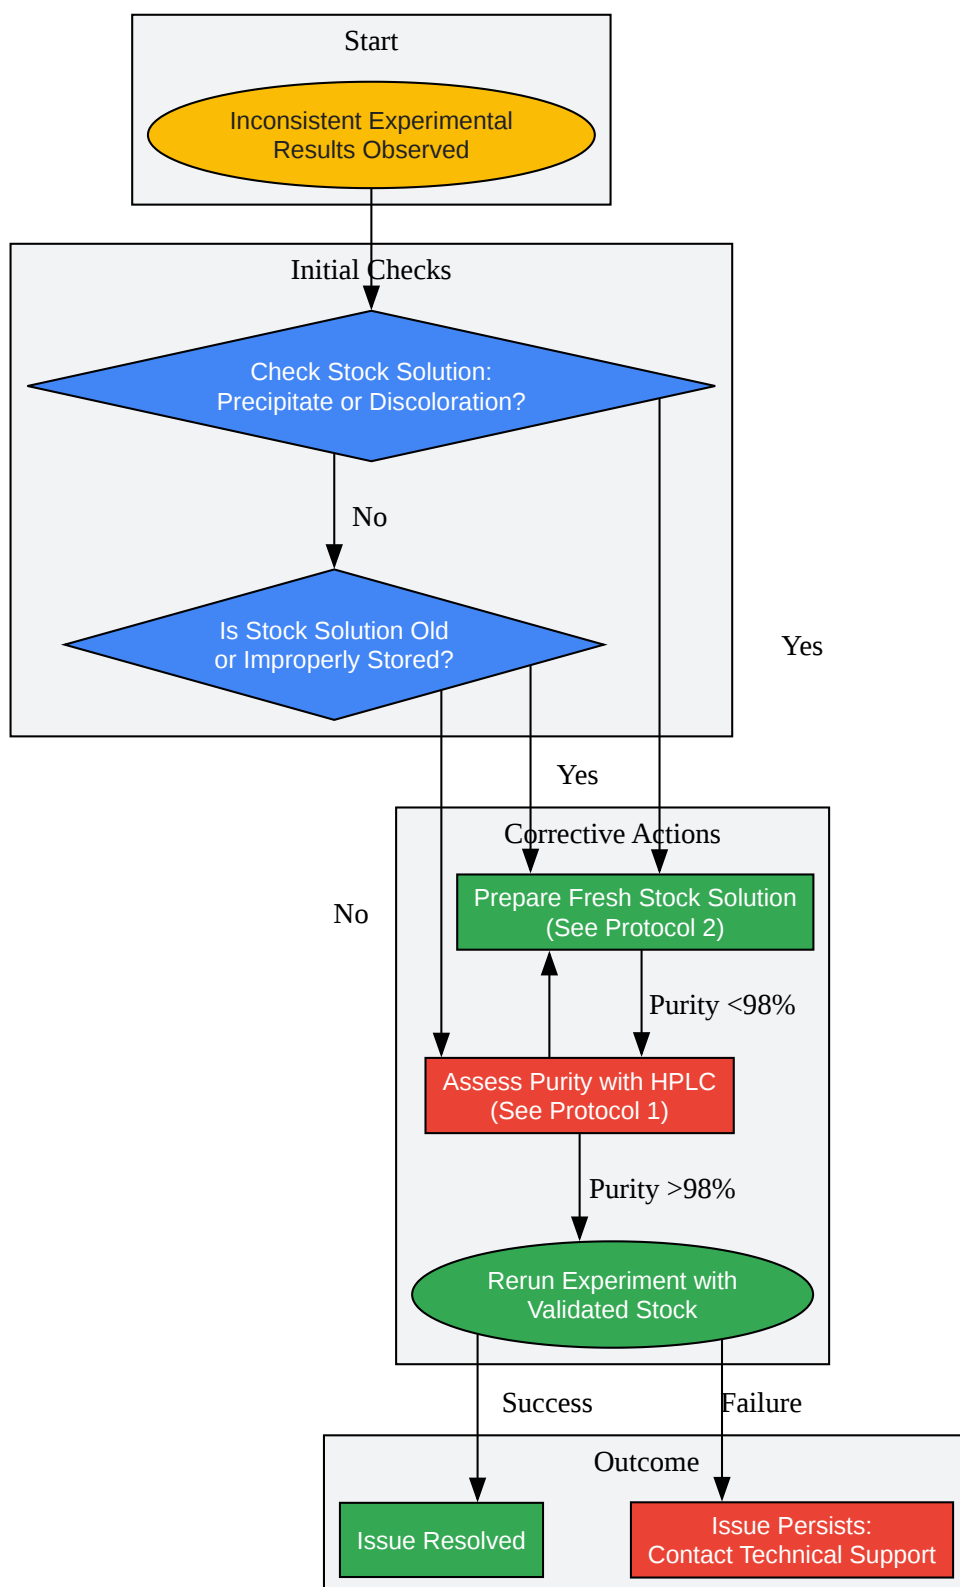 Start
Inconsistent Experimental
Results Observed
Initial Checks
Check Stock Solution:
Precipitate or Discoloration?
No
Is Stock Solution Old
or Improperly Stored?
Yes
Yes
Corrective Actions
Prepare Fresh Stock Solution
(See Protocol 2)
No
Purity <98%
Assess Purity with HPLC
(See Protocol 1)
Purity >98%
Rerun Experiment with
Validated Stock
Success
Failure
Outcome
Issue Resolved
Issue Persists:
Contact Technical Support